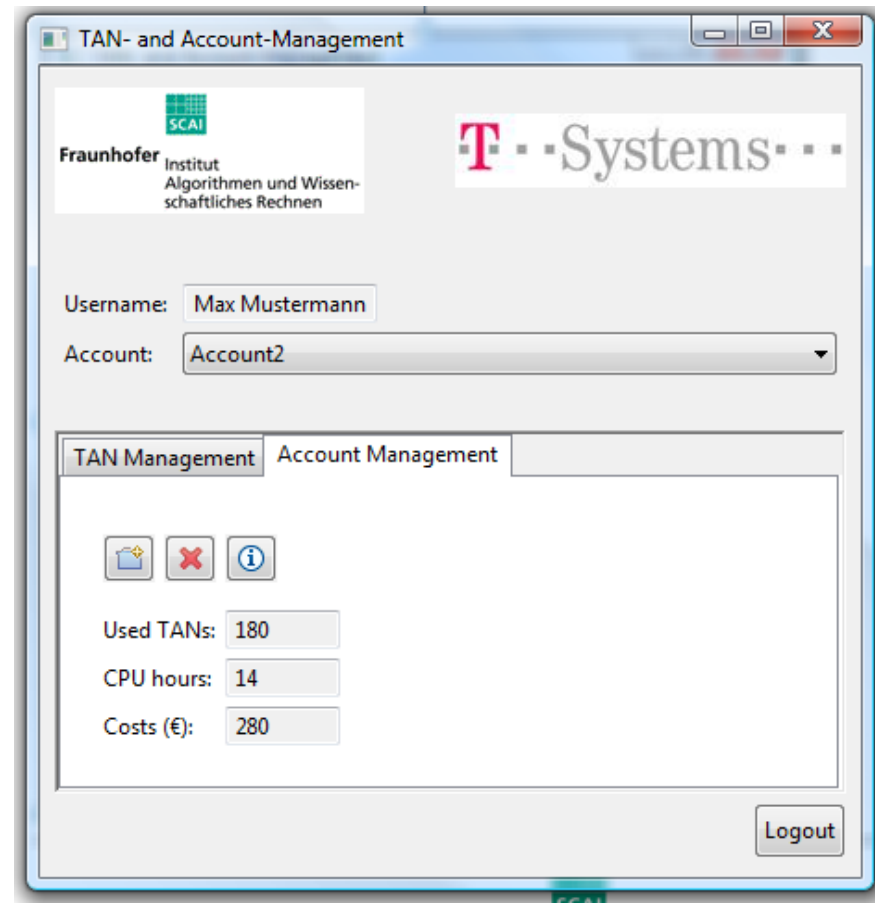 TAN- and Account-Management
SCAI
Fraunhofer Institut
Algorithmen und Wissen-
schaftliches Rechnen
T · · Systems · · ·
Username: Max Mustermann
Account: Account2
TAN Management Account Management
Used TANs: 180
CPU hours: 14
Costs (€): 280
Logout
SCAI